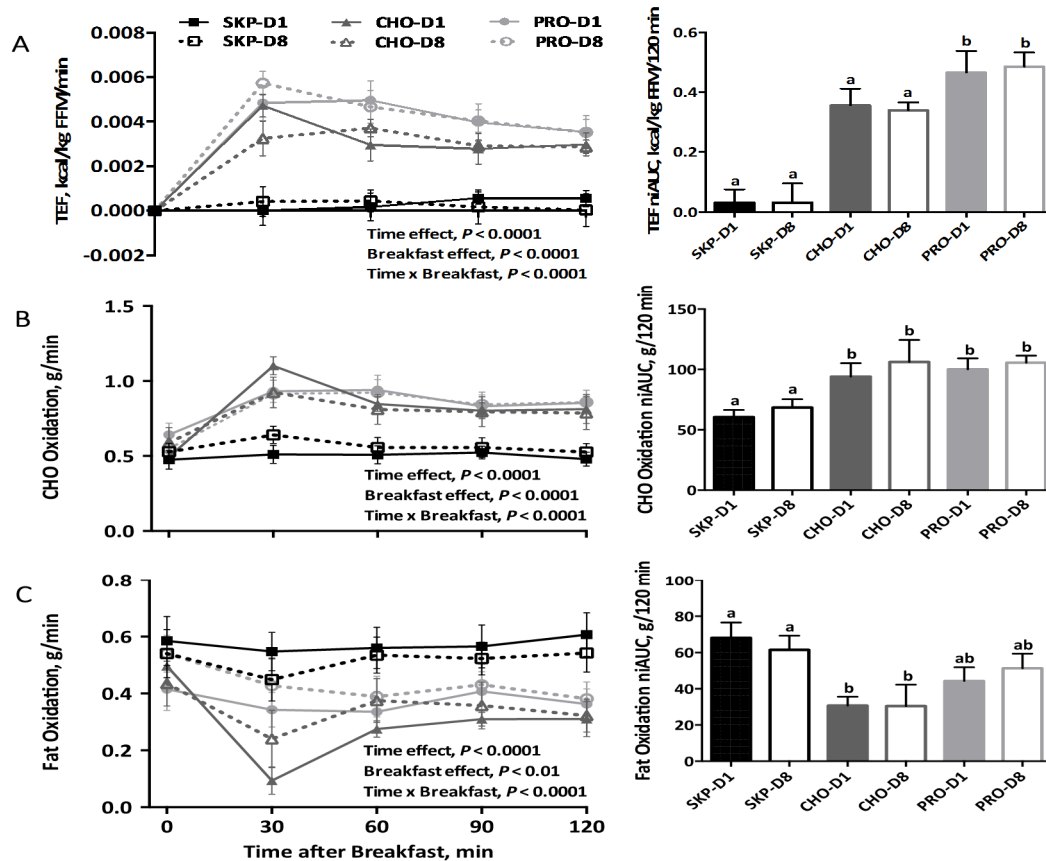 A
SKP-D1 CHO-D1 PRO-D1
SKP-D8 CHO-D8 PRO-D8
TEF, kcal/kg FFM/min
0.006
0.004
0.002
0.000
-0.002
Time effect, P < 0.0001
Breakfast effect, P < 0.0001
Time x Breakfast, P < 0.0001
TEF niAUC, kcal/kg FFM/120 min
0.6
0.4
0.2
0.0
a a a a b b
SKP-D1 SKP-D8 CHO-D1 CHO-D8 PRO-D1 PRO-D8
B
CHO Oxidation, g/min
1.5
1.0
0.5
0.0
Time effect, P < 0.0001
Breakfast effect, P < 0.0001
Time x Breakfast, P < 0.0001
CHO Oxidation niAUC, g/120 min
150
100
50
0
a a b b b b
SKP-D1 SKP-D8 CHO-D1 CHO-D8 PRO-D1 PRO-D8
C
Fat Oxidation, g/min
0.8
0.6
0.4
0.2
0.0
Time effect, P < 0.0001
Breakfast effect, P < 0.01
Time x Breakfast, P < 0.0001
0 30 60 90 120
Time after Breakfast, min
Fat Oxidation niAUC, g/120 min
100
80
60
40
20
0
a a b b ab ab
SKP-D1 SKP-D8 CHO-D1 CHO-D8 PRO-D1 PRO-D8